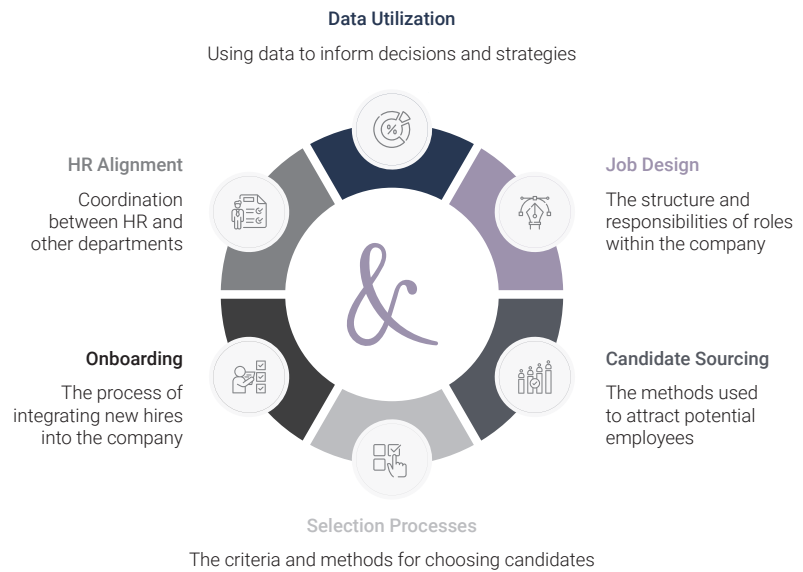 Data Utilization
Using data to inform decisions and strategies
HR Alignment
Coordination
between HR and
other departments
Job Design
The structure and
responsibilities of roles
within the company
%
&
Onboarding
The process of
integrating new hires
into the company
Candidate Sourcing
The methods used
to attract potential
employees
Selection Processes
The criteria and methods for choosing candidates